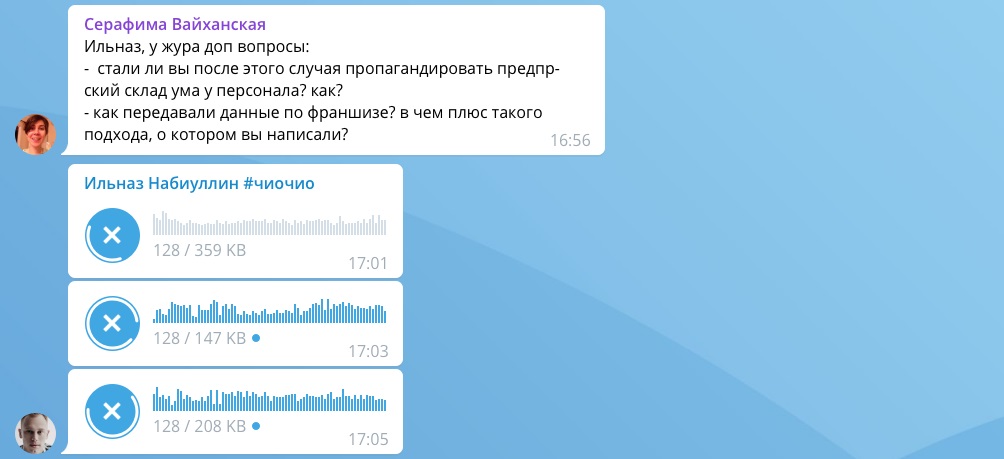 Серафима Вайханская
Ильназ, у жура доп вопросы:
- стали ли вы после этого случая пропагандировать предпр-
ский склад ума у персонала? как?
- как передавали данные по франшизе? в чем плюс такого
подхода, о котором вы написали?
16:56
Ильназ Набиуллин #чиочио
128 / 359 KB
17:01
128 / 147 KB
17:03
128 / 208 KB
17:05